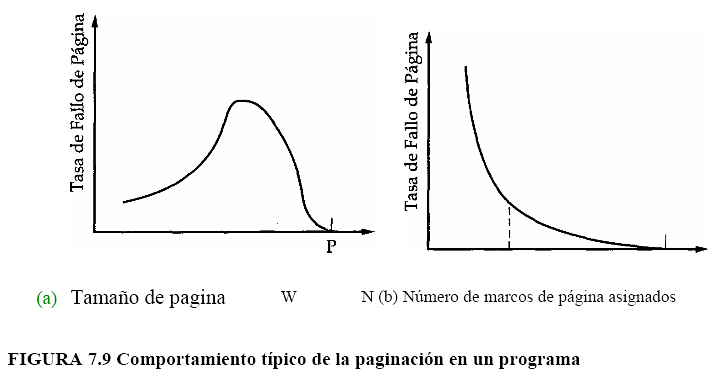 Tasa de Fallo de Página
Tasa de Fallo de Página
P
(a) Tamaño de pagina W N (b) Número de marcos de página asignados
FIGURA 7.9 Comportamiento típico de la paginación en un programa